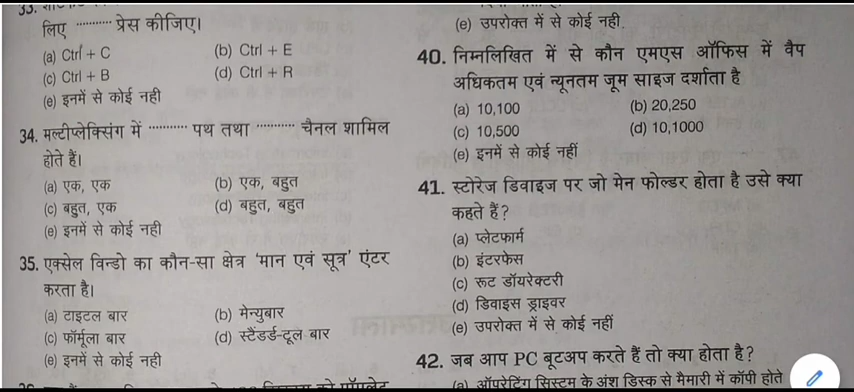 33.
लिए ............ प्रेस कीजिए।
(a) Ctrl + C (b) Ctrl + E
(c) Ctrl + B (d) Ctrl + R
(e) इनमें से कोई नही
34. मल्टीप्लेक्सिंग में ............ पथ तथा ............ चैनल शामिल
होते हैं।
(a) एक, एक (b) एक, बहुत
(c) बहुत, एक (d) बहुत, बहुत
(e) इनमें से कोई नही
35. एक्सेल विन्डो का कौन-सा क्षेत्र 'मान एवं सूत्र' एंटर
करता है।
(a) टाइटल बार (b) मेन्युबार
(c) फॉर्मूला बार (d) स्टैंडर्ड-टूल बार
(e) इनमें से कोई नही
(e) उपरोक्त में से कोई नही
40. निम्नलिखित में से कौन एमएस ऑफिस में वैप
अधिकतम एवं न्यूनतम जूम साइज दर्शाता है
(a) 10,100 (b) 20,250
(c) 10,500 (d) 10,1000
(e) इनमें से कोई नहीं
41. स्टोरेज डिवाइज पर जो मेन फोल्डर होता है उसे क्या
कहते हैं?
(a) प्लेटफार्म
(b) इंटरफेस
(c) रूट डॉयरेक्टरी
(d) डिवाइस ड्राइवर
(e) उपरोक्त में से कोई नहीं
42. जब आप PC बूटअप करते हैं तो क्या होता है?
(a) ऑपरेटिंग सिस्टम के अंश डिस्क से मैमारी में कॉपी होते